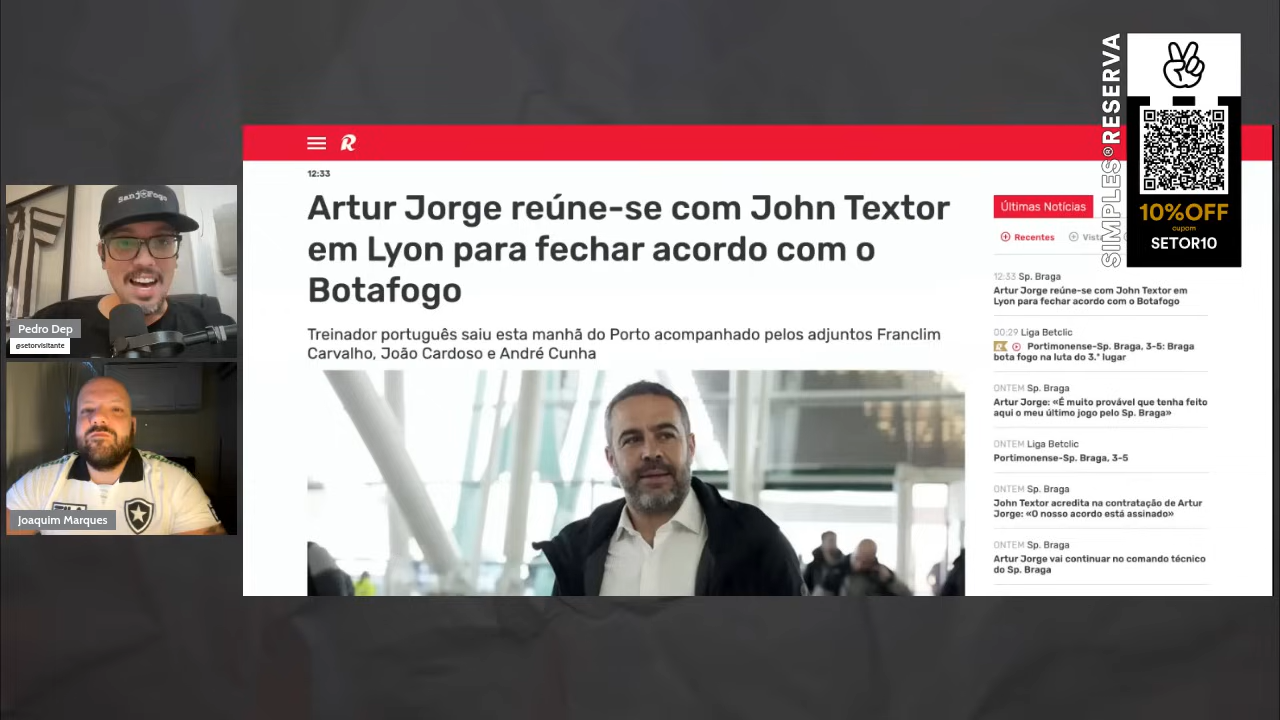 Sanj Fogo
Pedro Dep
@setorvisitante
Joaquim Marques
R
12:33
Artur Jorge reúne-se com John Textor
em Lyon para fechar acordo com o
Botafogo
Treinador português saiu esta manhã do Porto acompanhado pelos adjuntos Franclim
Carvalho, João Cardoso e André Cunha
Últimas Notícias
Recentes
Vista
12:33 Sp. Braga
Artur Jorge reúne-se com John Textor em
Lyon para fechar acordo com o Botafogo
00:29 Liga Betclic
Portimonense-Sp. Braga, 3-5: Braga
bota fogo na luta do 3.º lugar
ONTEM Sp. Braga
Artur Jorge: «É muito provável que tenha feito
aqui o meu último jogo pelo Sp. Braga»
ONTEM Liga Betclic
Portimonense-Sp. Braga, 3-5
ONTEM Sp. Braga
John Textor acredita na contratação de Artur
Jorge: «O nosso acordo está assinado»
ONTEM Sp. Braga
Artur Jorge vai continuar no comando técnico
do Sp. Braga
SIMPLES®RESERVA
10%OFF
cupom
SETOR10